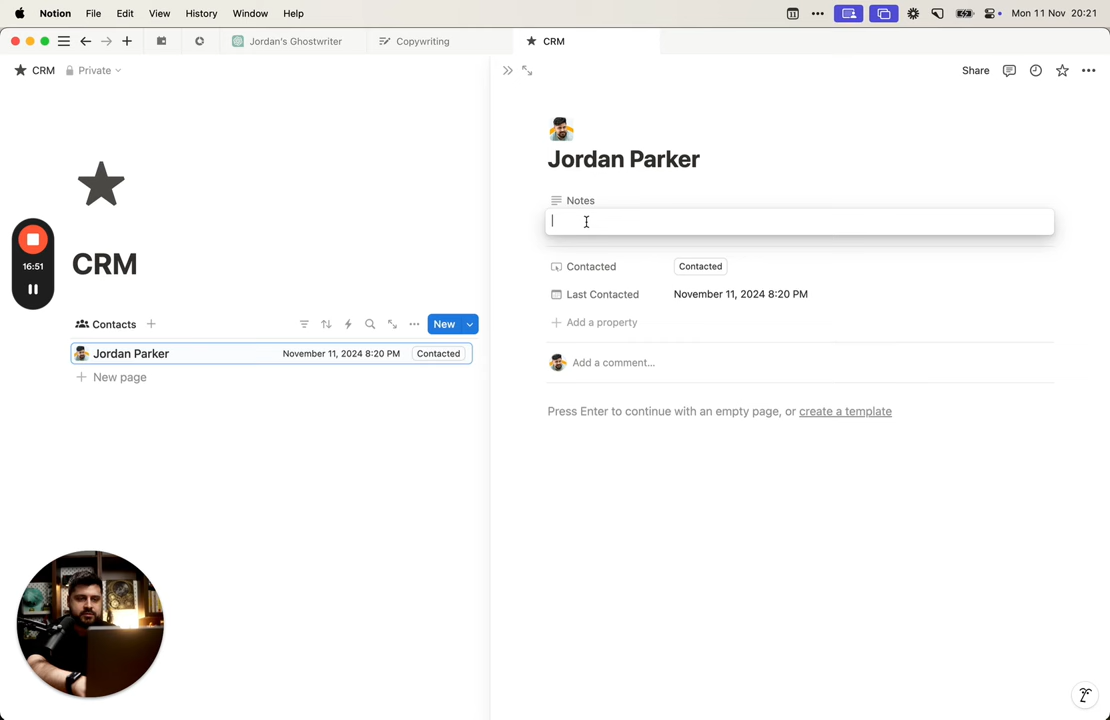 Notion File Edit View History Window Help
11 Mon 11 Nov 20:21
Jordan's Ghostwriter Copywriting CRM
CRM Private
Share
Jordan Parker
Notes
16:51
CRM
Contacted Contacted
Last Contacted November 11, 2024 8:20 PM
Add a property
Contacts New
Jordan Parker November 11, 2024 8:20 PM Contacted
New page
Add a comment...
Press Enter to continue with an empty page, or create a template